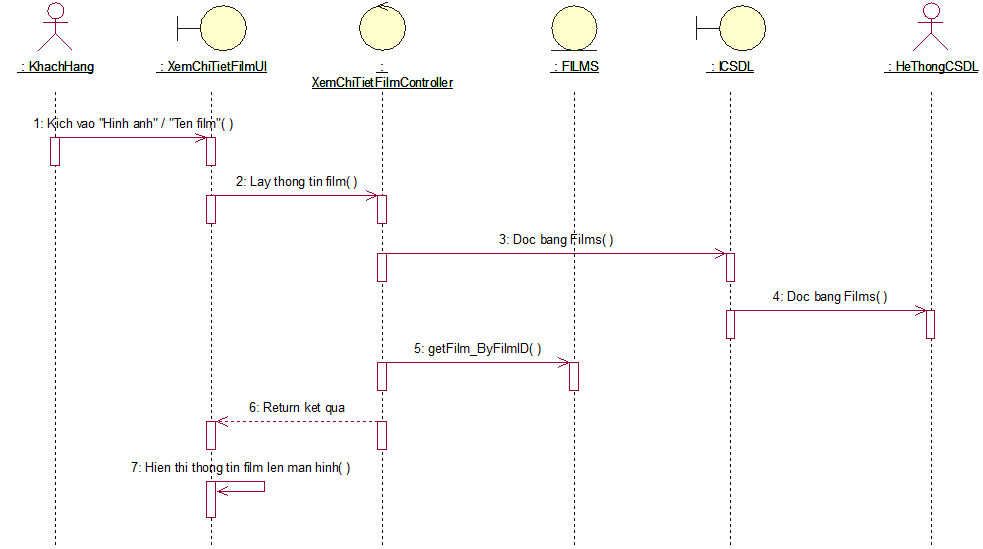 : KhachHang
: XemChiTietFilmUI
:
XemChiTietFilmController
: FILMS
: ICSDL
: HeThongCSDL
1: Kich vao "Hinh anh" / "Ten film"( )
2: Lay thong tin film( )
3: Doc bang Films( )
4: Doc bang Films( )
5: getFilm_ByFilmID( )
6: Return ket qua
7: Hien thi thong tin film len man hinh( )